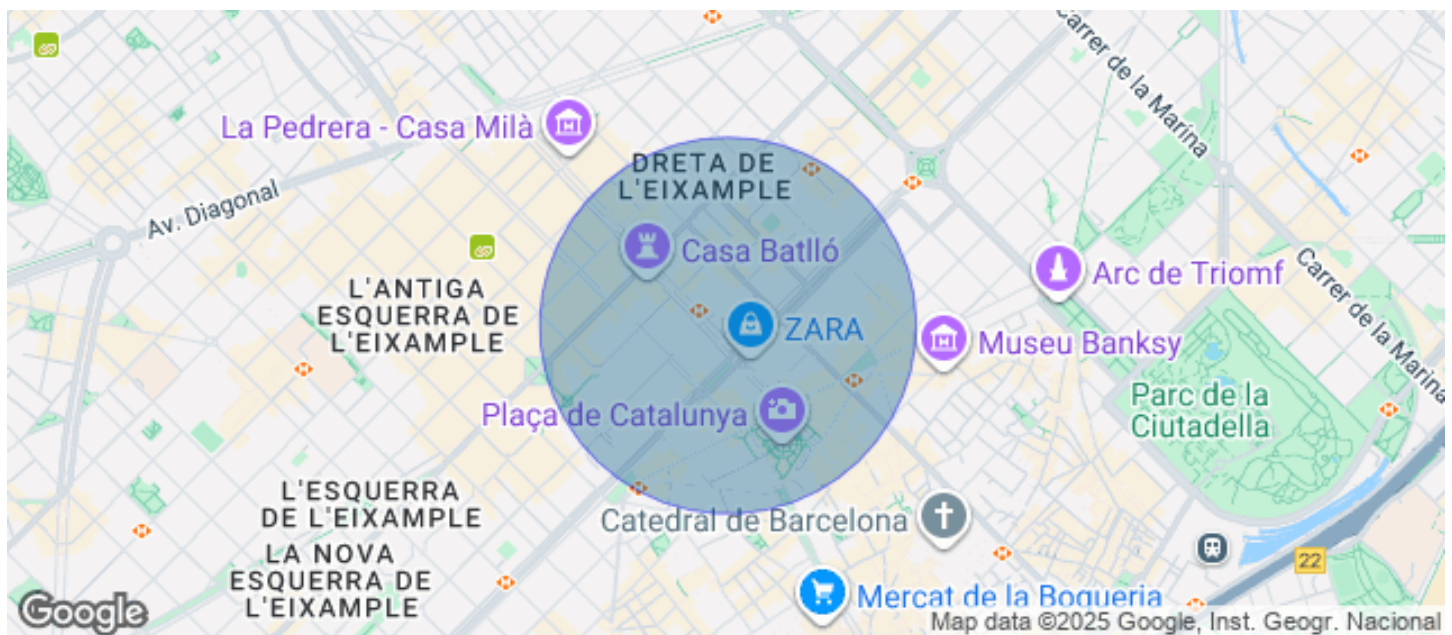 Carrer de la Marina
La Pedrera - Casa Milà
DRETA DE
L'EIXAMPLE
Av. Diagonal
Casa Batlló
Arc de Triomf
Carrer de la Marina
L'ANTIGA
ESQUERRA DE
L'EIXAMPLE
ZARA
Museu Banksy
Plaça de Catalunya
Parc de la
Ciutadella
L'ESQUERRA
DE L'EIXAMPLE
Catedral de Barcelona
LA NOVA
ESQUERRA DE
L'EIXAMPLE
22
Mercat de la Boqueria
Google
Map data ©2025 Google, Inst. Geogr. Nacional